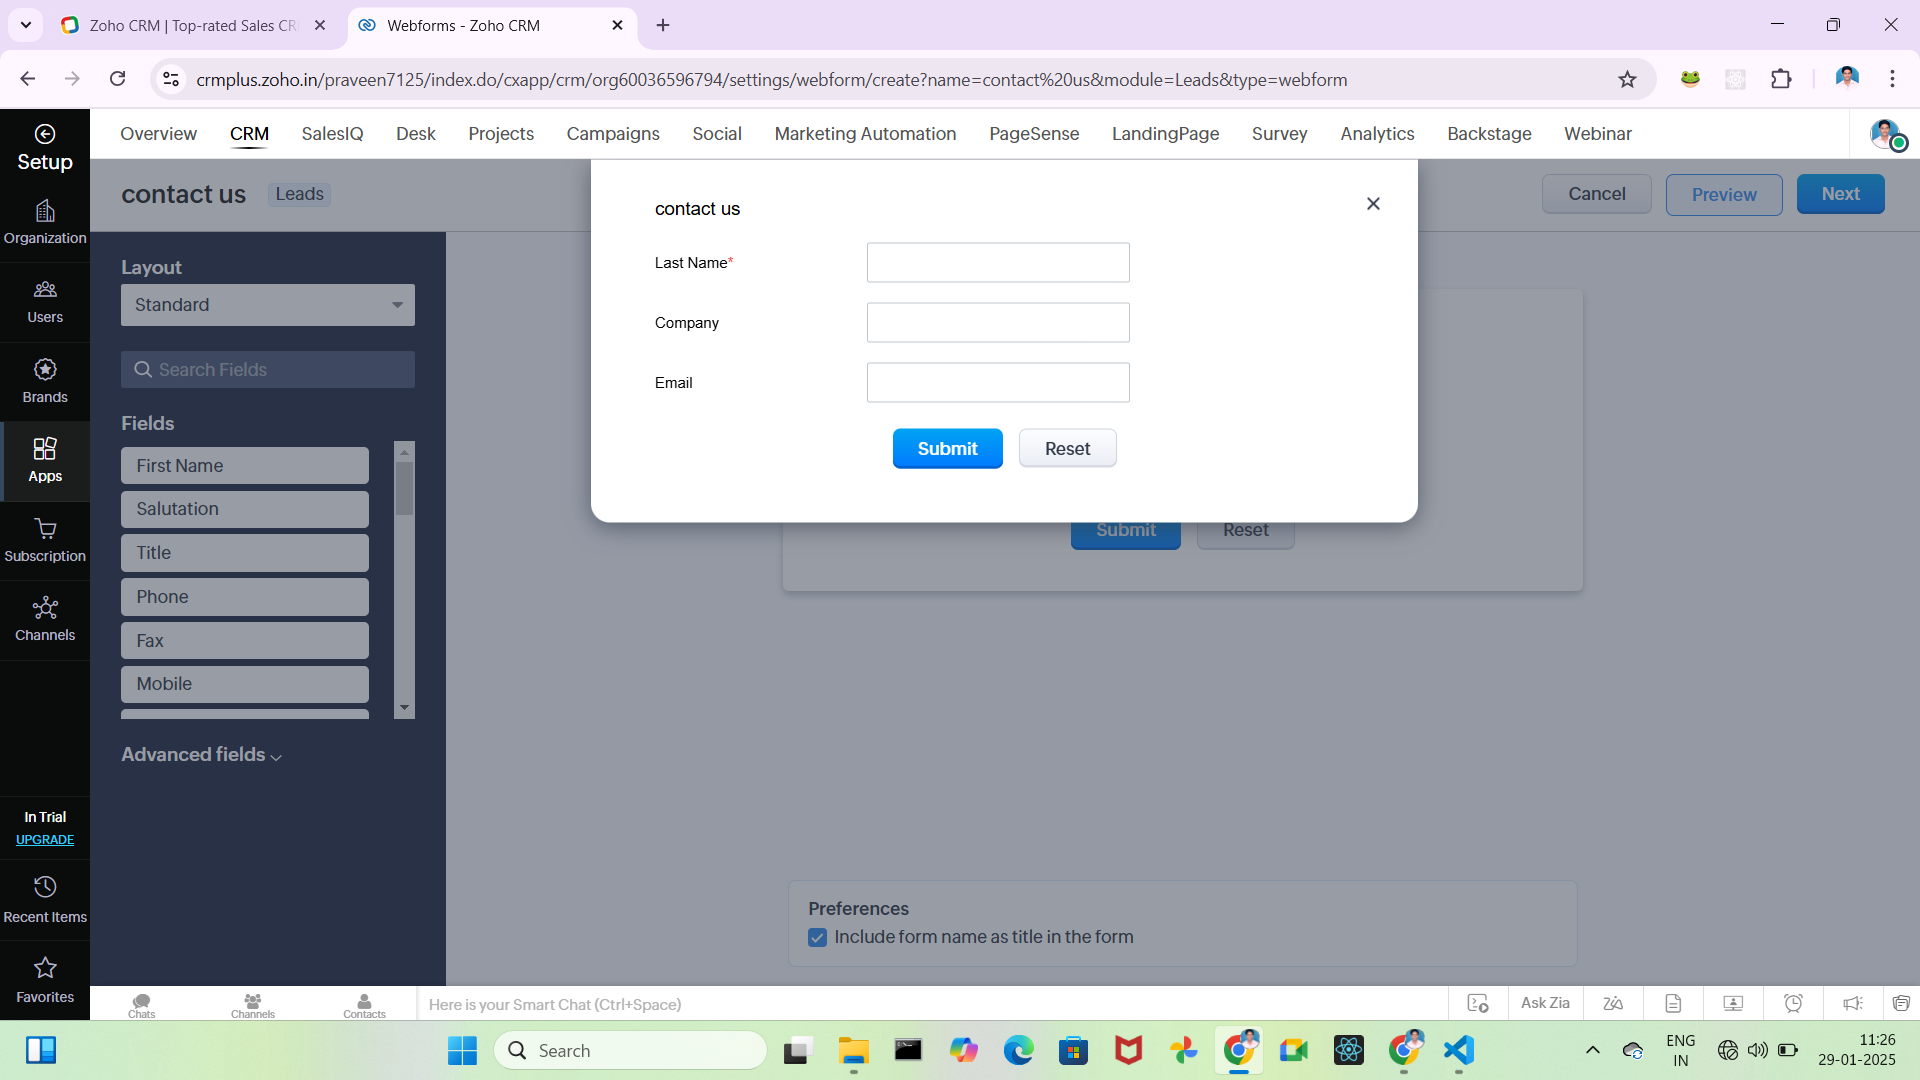 Zoho CRM | Top-rated Sales CR
Webforms - Zoho CRM
crmplus.zoho.in/praveen7125/index.do/cxapp/crm/org60036596794/settings/webform/create?name=contact%20us&module=Leads&type=webform
Setup
Overview CRM SalesIQ Desk Projects Campaigns Social Marketing Automation PageSense LandingPage Survey Analytics Backstage Webinar
contact us Leads
Cancel Preview Next
Organization
Users
Brands
Apps
Subscription
Channels
In Trial
UPGRADE
Recent Items
Favorites
Layout
Standard
Search Fields
Fields
First Name
Salutation
Title
Phone
Fax
Mobile
Advanced fields
contact us
Last Name*
Company
Email
Submit Reset
Submit Reset
Preferences
Include form name as title in the form
Chats Channels Contacts
Here is your Smart Chat (Ctrl+Space)
Ask Zia
Search
ENG
IN
11:26
29-01-2025